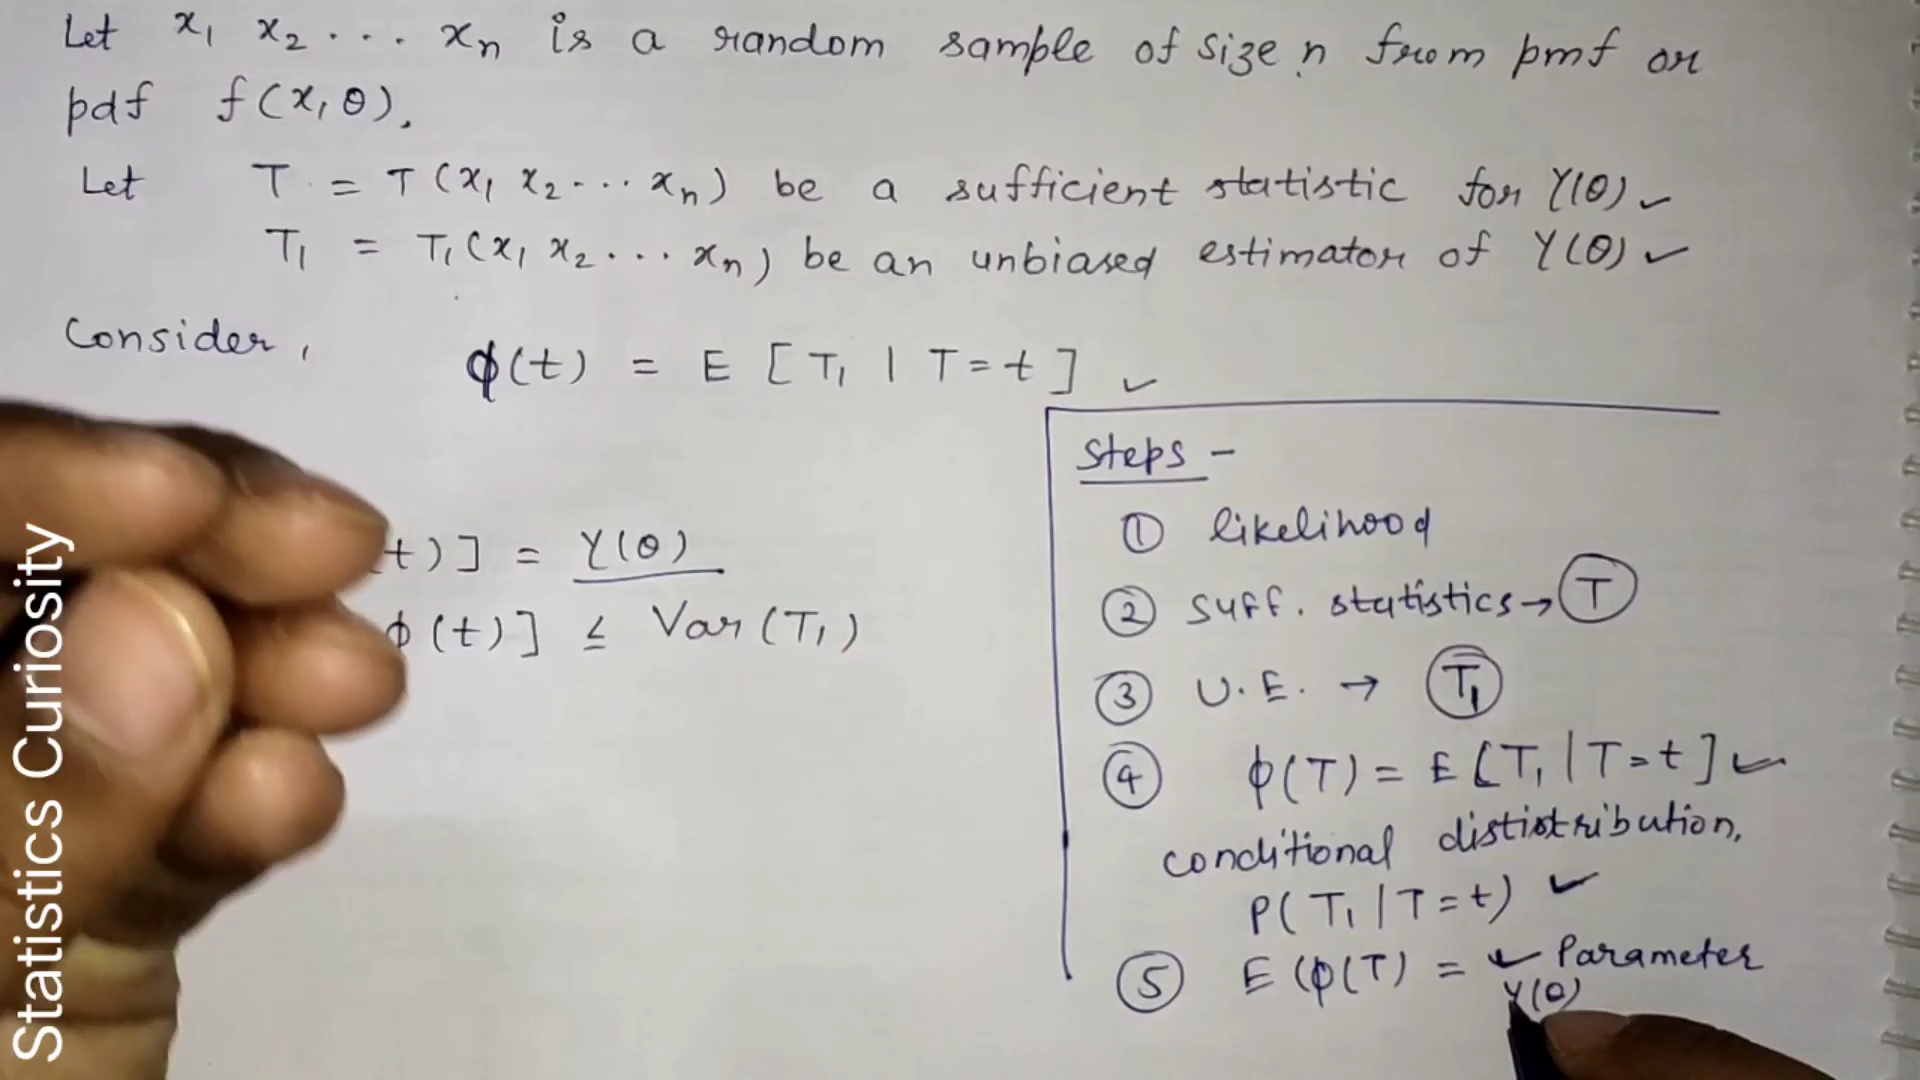 Let x1 x2 ... xn is a random sample of size n from pmf or
pdf f(x, θ).
Let T = T(x1 x2 ... xn) be a sufficient statistic for γ(θ) ✓
T1 = T1(x1 x2 ... xn) be an unbiased estimator of γ(θ) ✓
Consider, ϕ(t) = E [T1 | T = t] ✓
t)] = γ(θ)
ϕ(t)] ≤ Var(T1)
Steps -
① likelihood
② Suff. statistics → T
③ U.E. → T1
④ ϕ(T) = E[T1 | T = t] ✓
conditional disti​stribution,
P(T1 | T = t) ✓
⑤ E(ϕ(T) = ✓ Parameter
γ(θ)
Statistics Curiosity